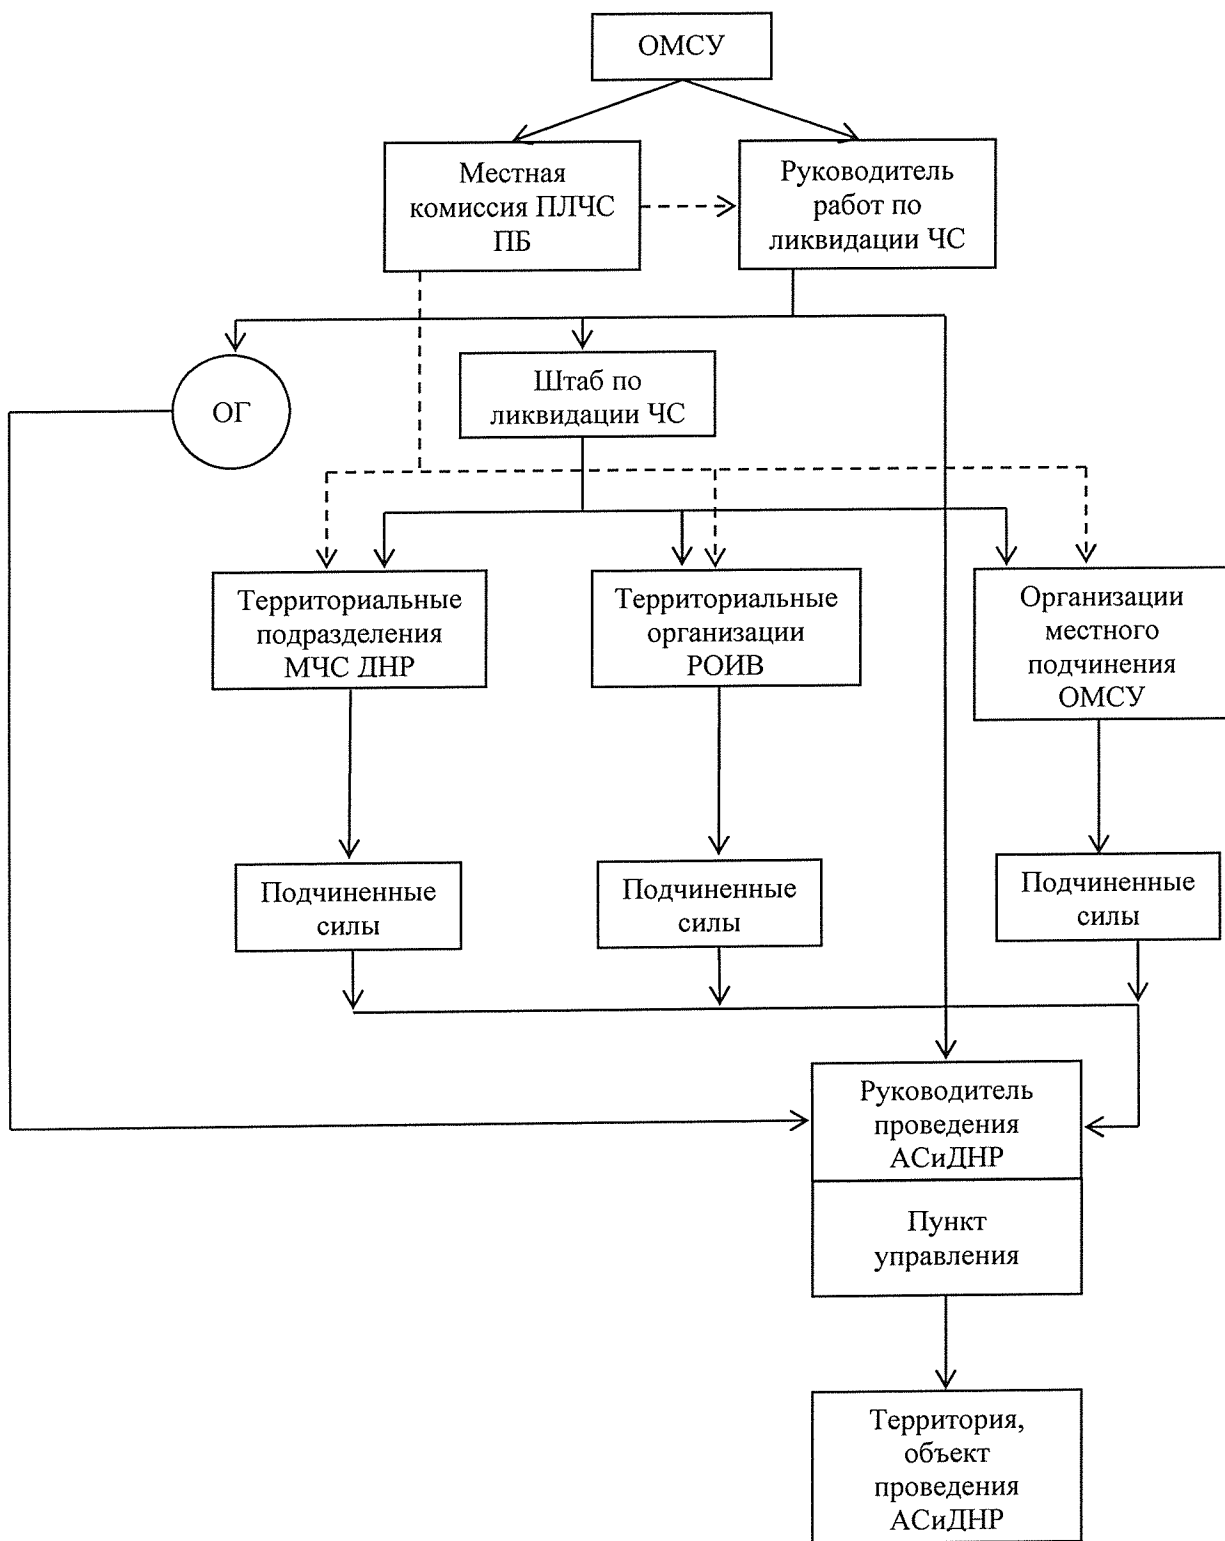 ОМСУ
Местная
комиссия ПЛЧС
ПБ
Руководитель
работ по
ликвидации ЧС
ОГ
Штаб по
ликвидации ЧС
Территориальные
подразделения
МЧС ДНР
Территориальные
организации
РОИВ
Организации
местного
подчинения
ОМСУ
Подчиненные
силы
Подчиненные
силы
Подчиненные
силы
Руководитель
проведения
АСиДНР
Пункт
управления
Территория,
объект
проведения
АСиДНР